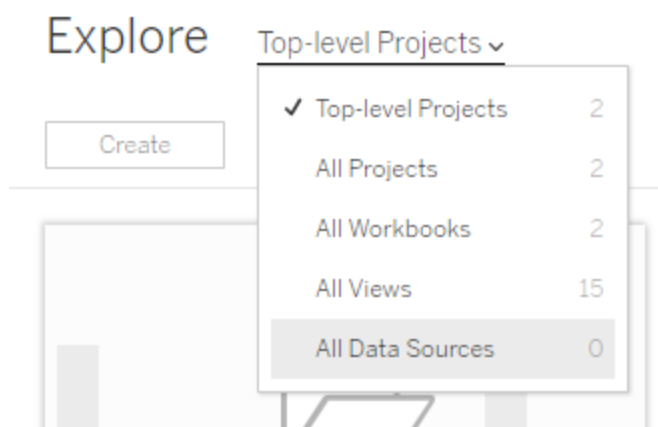 Explore Top-level Projects
Create
✓ Top-level Projects 2
All Projects 2
All Workbooks 2
All Views 15
All Data Sources 0